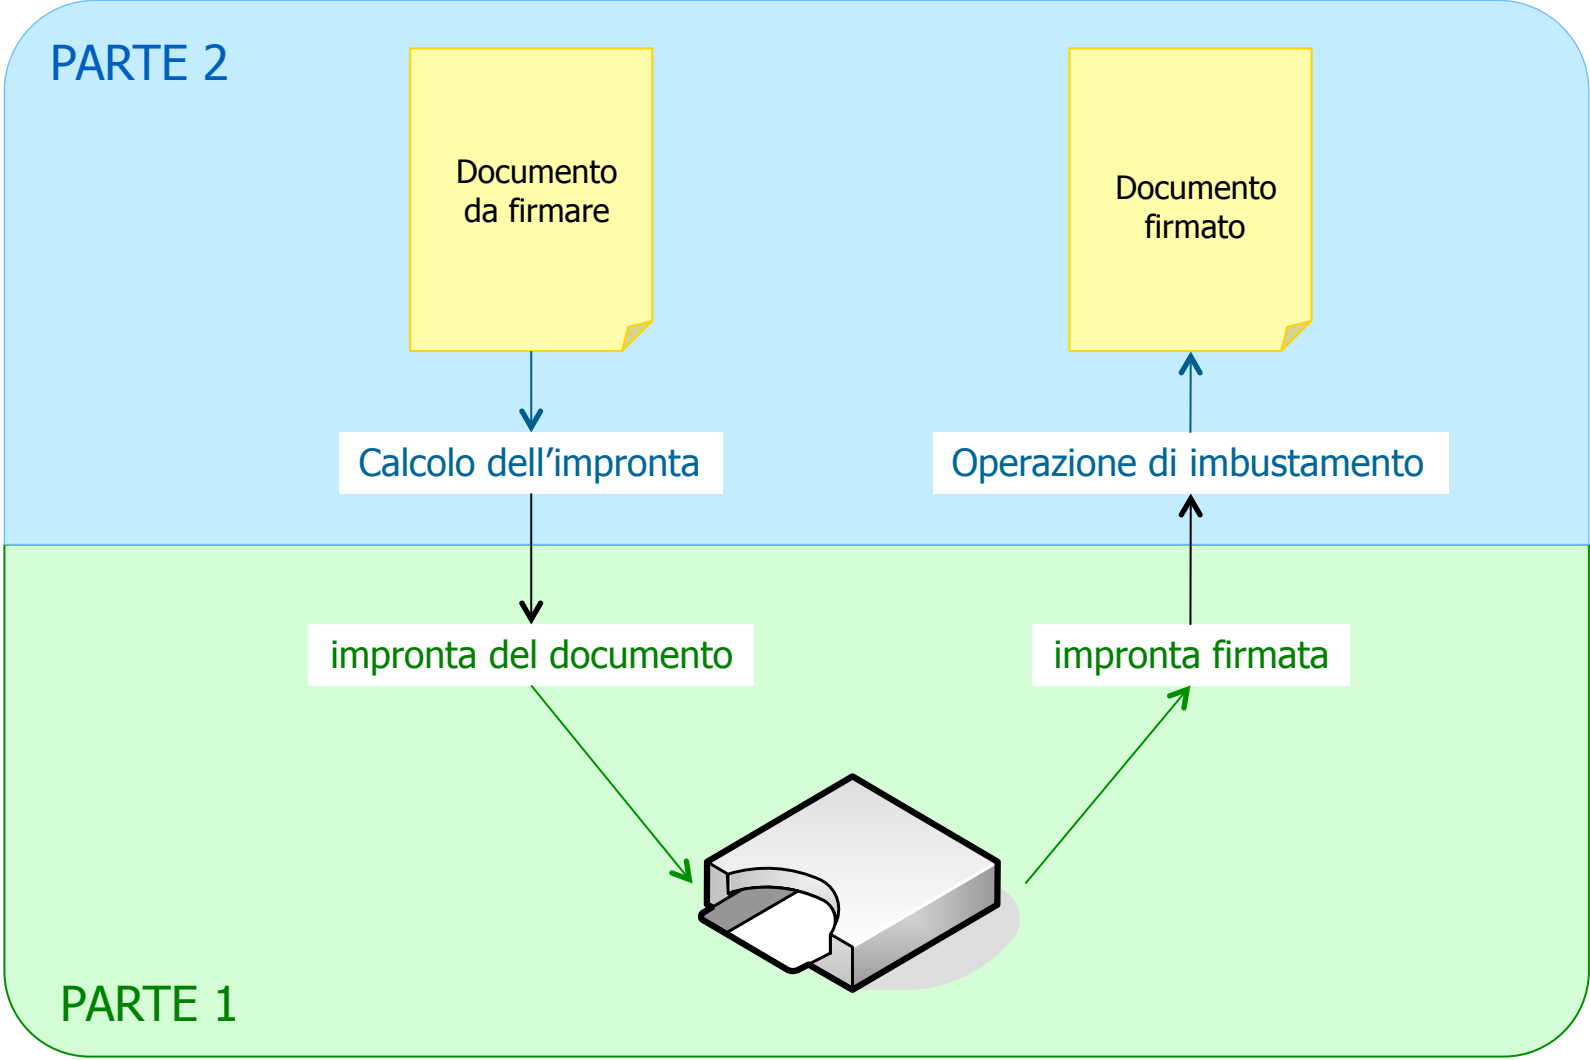 PARTE 2
Documento
da firmare
Documento
firmato
Calcolo dell’impronta
Operazione di imbustamento
impronta del documento
impronta firmata
PARTE 1